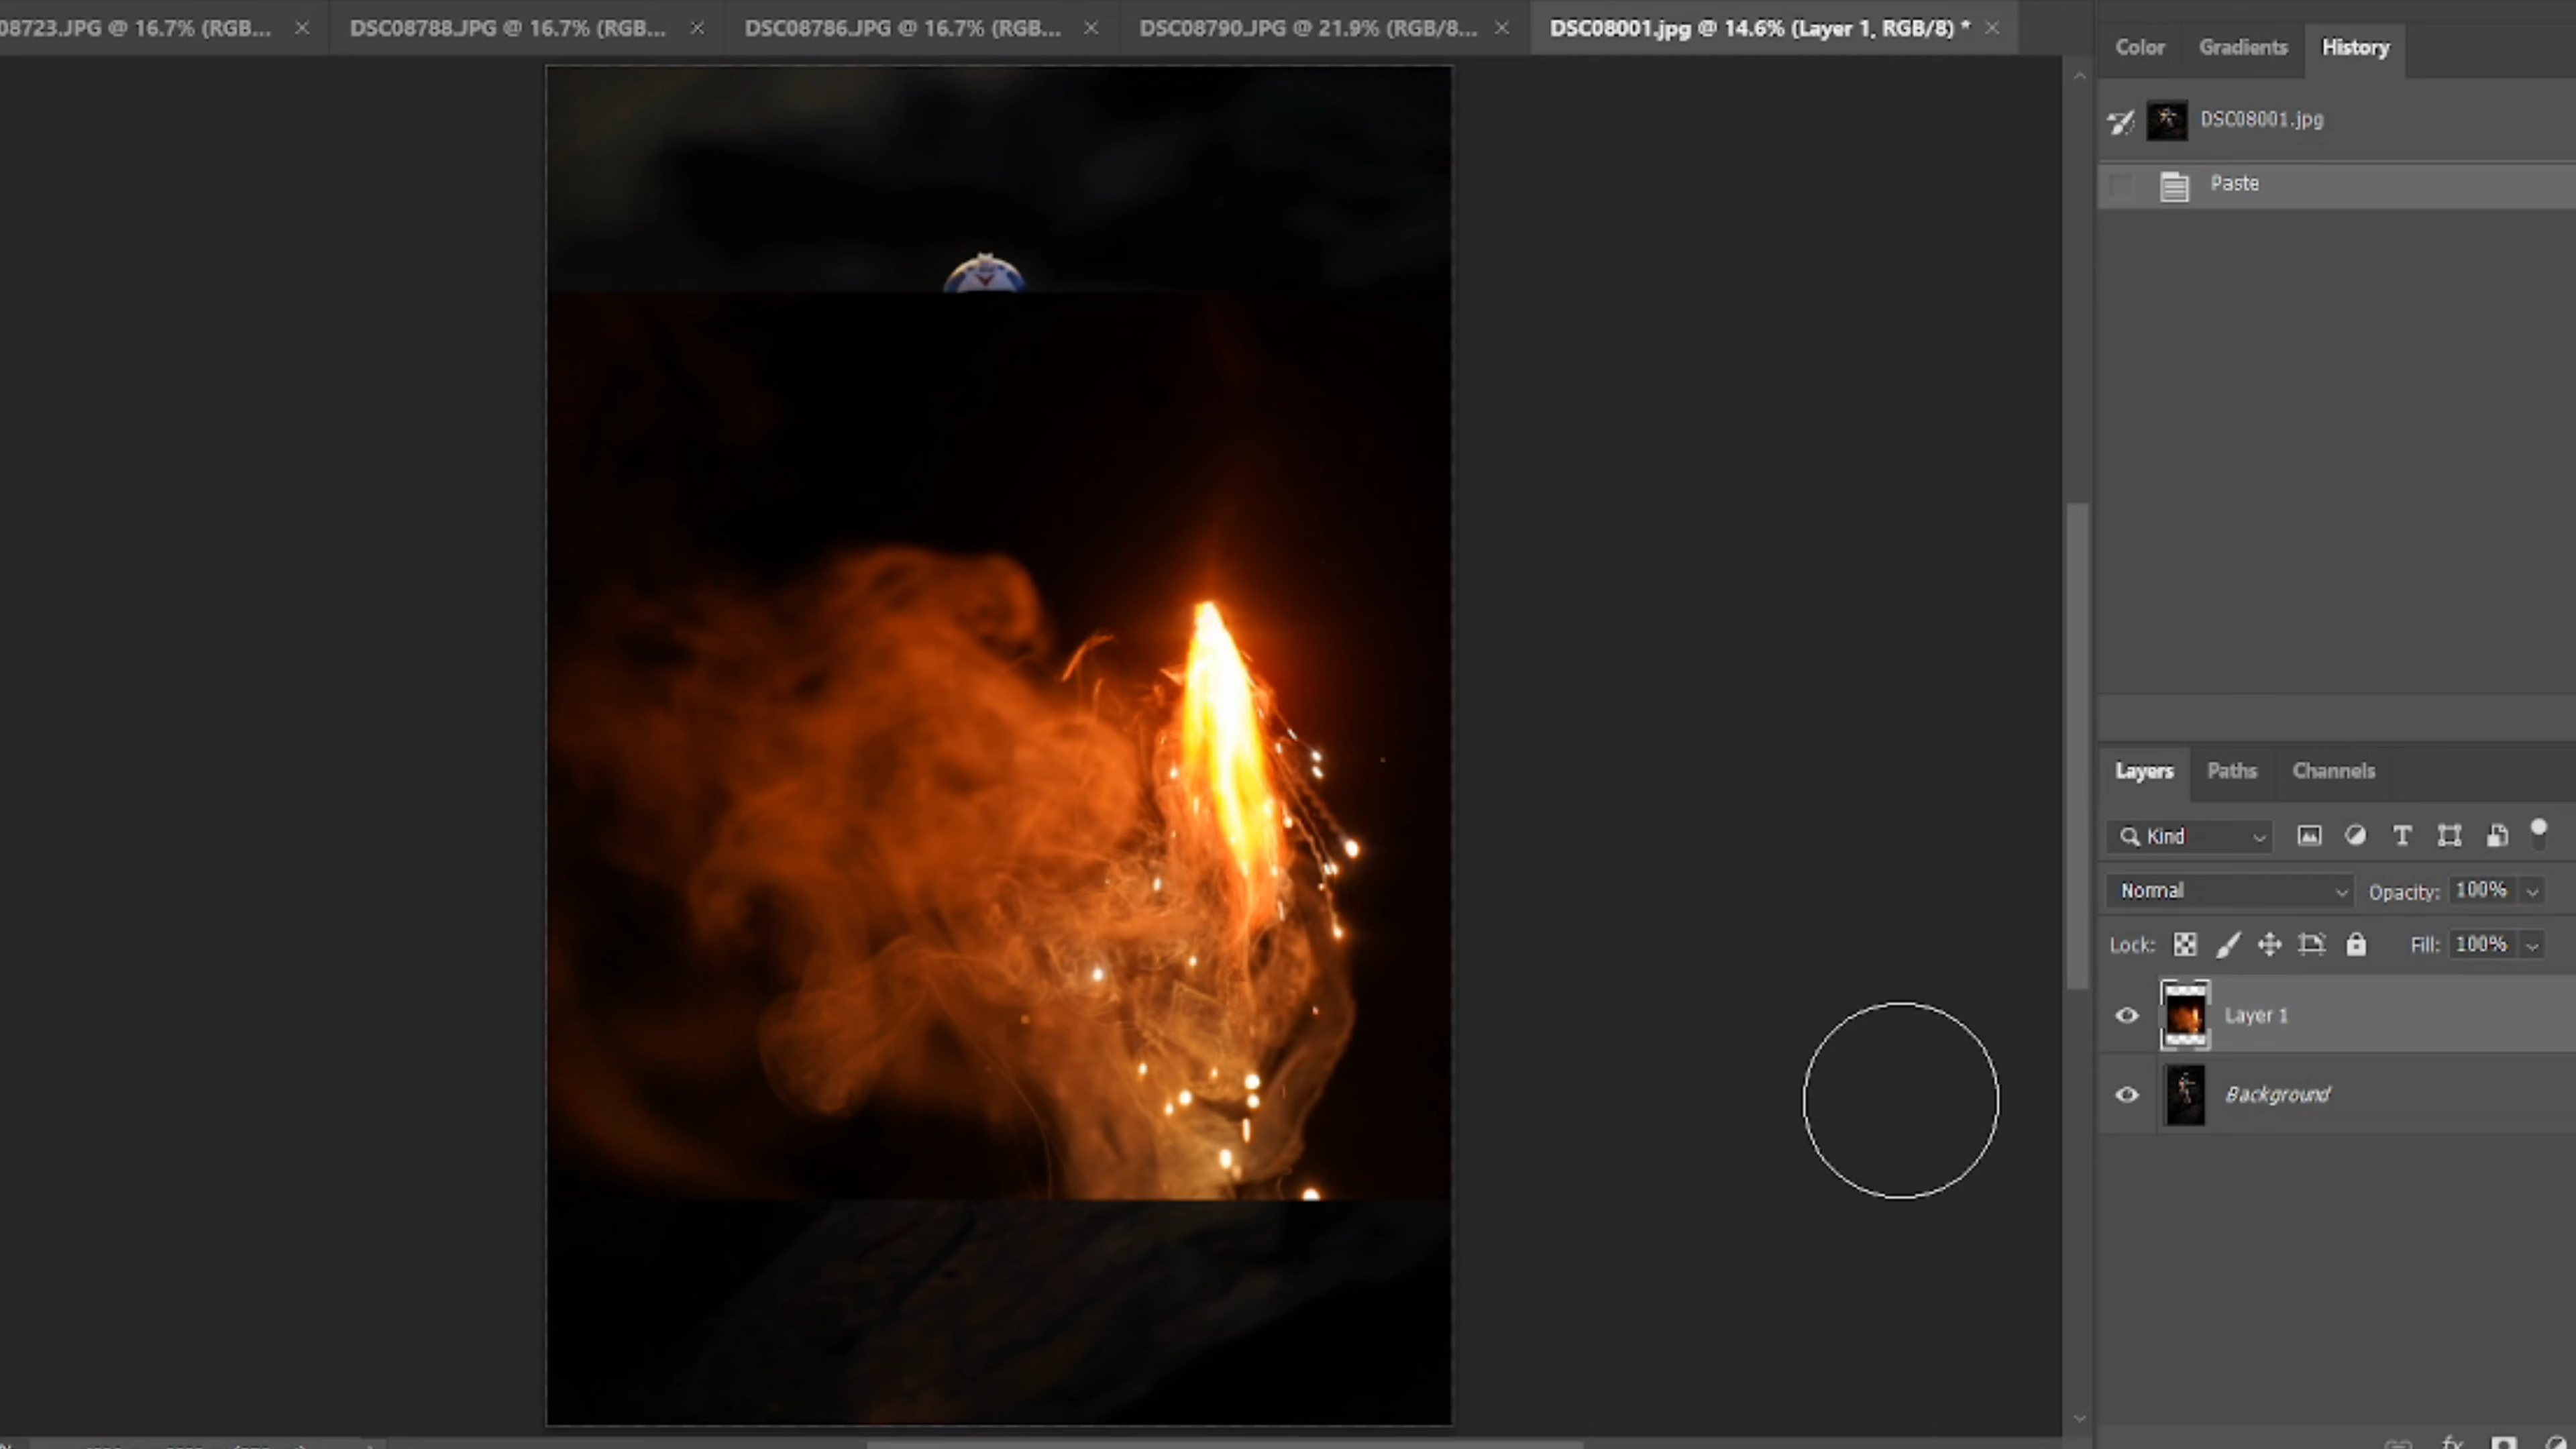 08723.JPG @ 16.7% (RGB...
DSC08788.JPG @ 16.7% (RGB...
DSC08786.JPG @ 16.7% (RGB...
DSC08790.JPG @ 21.9% (RGB/8...
DSC08001.jpg @ 14.6% (Layer 1, RGB/8) *
Color
Gradients
History
DSC08001.jpg
Paste
Layers
Paths
Channels
Kind
Normal
Opacity: 100%
Lock:
Fill: 100%
Layer 1
Background